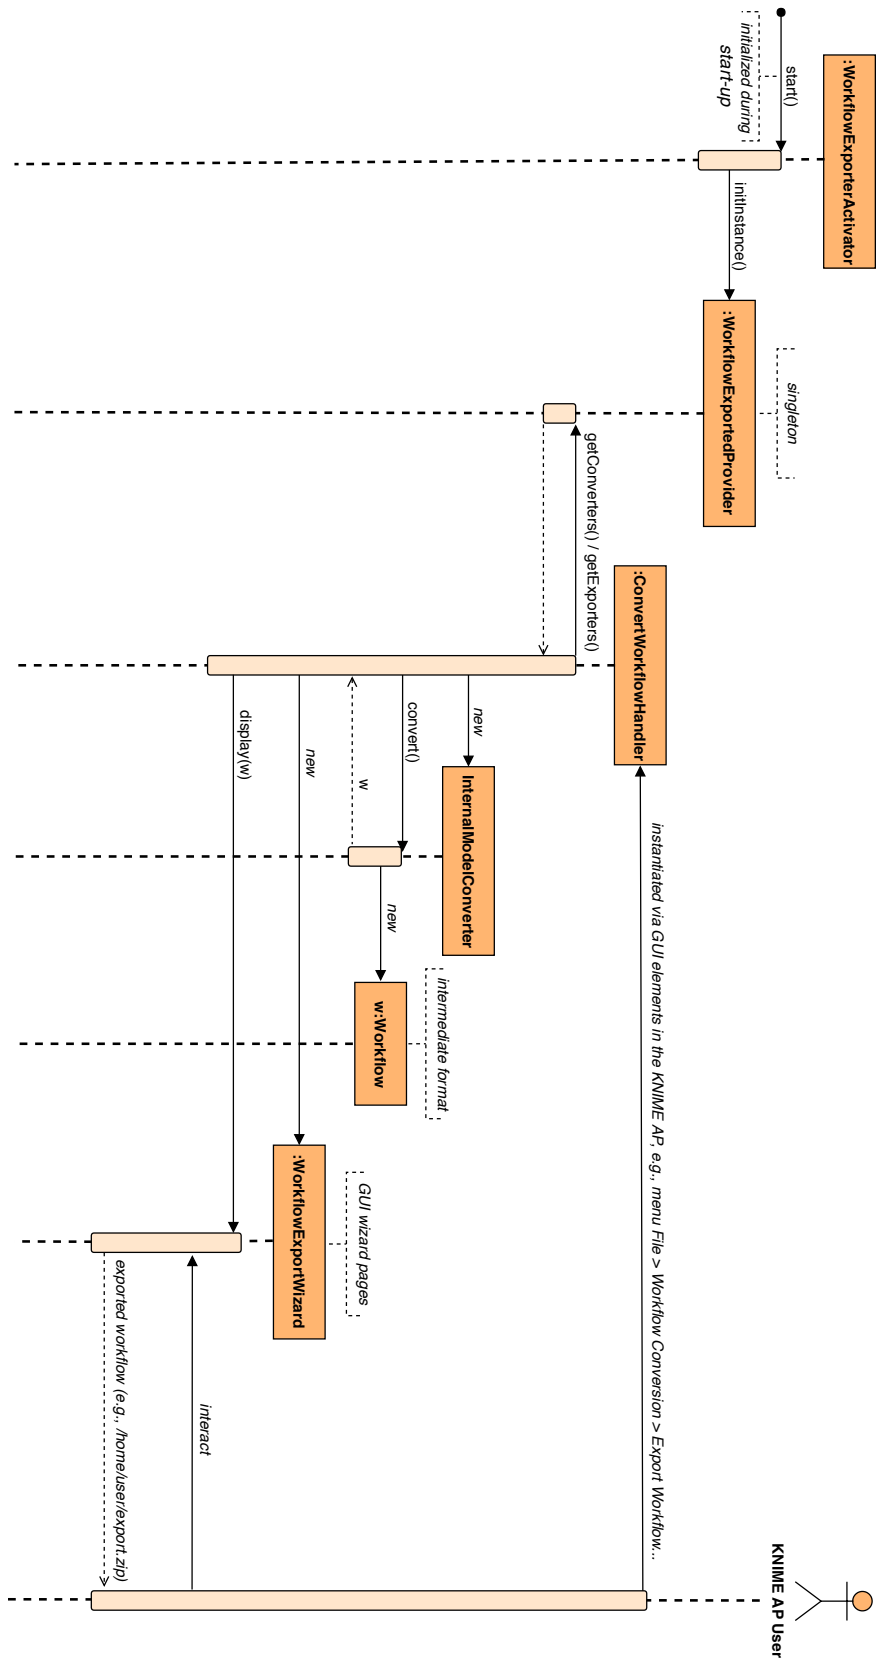 :WorkflowExporterActivator
start()
initialized during
start-up
initInstance()
:WorkflowExportedProvider
singleton
getConverters() / getExporters()
:ConvertWorkflowHandler
instantiated via GUI elements in the KNIME AP, e.g., menu File > Workflow Conversion > Export Workflow...
KNIME AP User
new
InternalModelConverter
convert()
w
new
intermediate format
w:Workflow
new
GUI wizard pages
:WorkflowExportWizard
display(w)
interact
exported workflow (e.g., /home/user/export.zip)